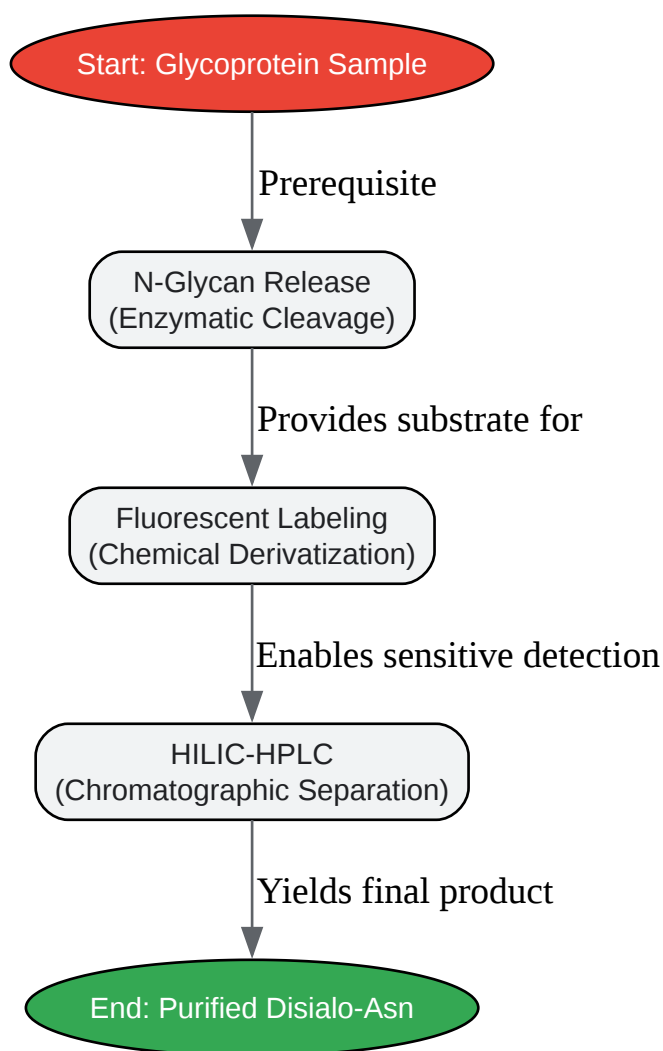 Start: Glycoprotein Sample
Prerequisite
N-Glycan Release
(Enzymatic Cleavage)
Provides substrate for
Fluorescent Labeling
(Chemical Derivatization)
Enables sensitive detection
HILIC-HPLC
(Chromatographic Separation)
Yields final product
End: Purified Disialo-Asn